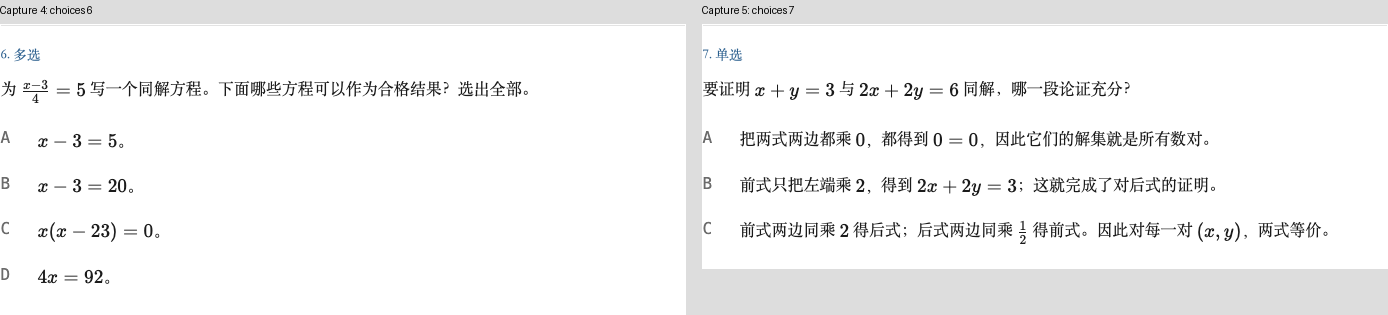 Capture 4: choices6
6. 多选
为 \frac{x-3}{4} = 5 写一个同解方程。下面哪些方程可以作为合格结果？选出全部。
A x − 3 = 5。
B x − 3 = 20。
C x(x − 23) = 0。
D 4x = 92。
Capture 5: choices7
7. 单选
要证明 x + y = 3 与 2x + 2y = 6 同解，哪一段论证充分？
A 把两式两边都乘 0，都得到 0 = 0，因此它们的解集就是所有数对。
B 前式只把左端乘 2，得到 2x + 2y = 3；这就完成了对后式的证明。
C 前式两边同乘 2 得后式；后式两边同乘 \frac{1}{2} 得前式。因此对每一对 (x, y)，两式等价。